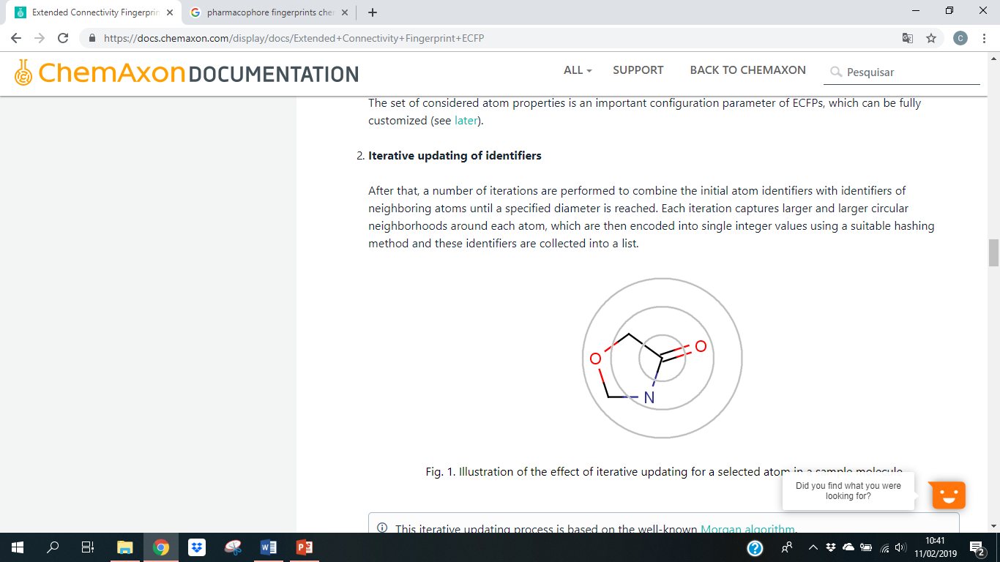 Extended Connectivity Fingerprin
pharmacophore fingerprints cher
https://docs.chemaxon.com/display/docs/Extended+Connectivity+Fingerprint+ECFP
C
ChemAxon DOCUMENTATION
ALL
SUPPORT
BACK TO CHEMAXON
Pesquisar
The set of considered atom properties is an important configuration parameter of ECFPs, which can be fully
customized (see later).
2. Iterative updating of identifiers
After that, a number of iterations are performed to combine the initial atom identifiers with identifiers of
neighboring atoms until a specified diameter is reached. Each iteration captures larger and larger circular
neighborhoods around each atom, which are then encoded into single integer values using a suitable hashing
method and these identifiers are collected into a list.
O
O
N
Fig. 1. Illustration of the effect of iterative updating for a selected atom in a sample molecule
Did you find what you were
looking for?
This iterative updating process is based on the well-known Morgan algorithm.
10:41
11/02/2019
2